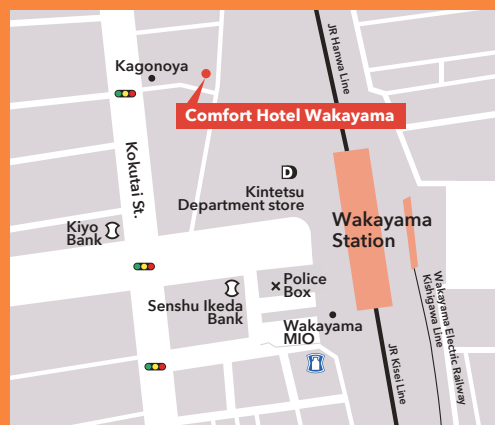 JR Hanwa Line
Kagonoya
Comfort Hotel Wakayama
Kokutai St.
D
Kintetsu
Department store
Wakayama
Station
Kiyo
Bank
Police
Box
Senshu Ikeda
Bank
Wakayama
MIO
JR Kisei Line
Wakayama Electric Railway
Kishigawa Line